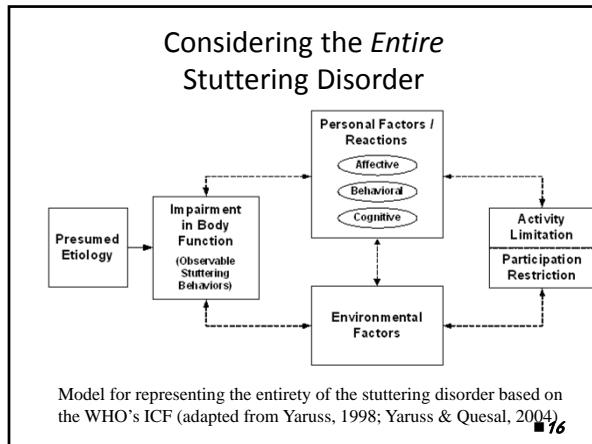 Considering the Entire
Stuttering Disorder
Presumed
Etiology
Impairment
in Body
Function
(Observable
Stuttering
Behaviors)
Personal Factors /
Reactions
Affective
Behavioral
Cognitive
Environmental
Factors
Activity
Limitation
Participation
Restriction
Model for representing the entirety of the stuttering disorder based on
the WHO's ICF (adapted from Yaruss, 1998; Yaruss & Quesal, 2004)
16